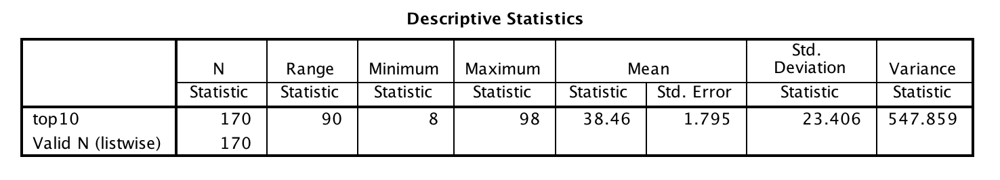 Descriptive Statistics
N Range Minimum Maximum Mean Std. Deviation Variance
Statistic Statistic Statistic Statistic Statistic Std. Error Statistic Statistic
top10 170 90 8 98 38.46 1.795 23.406 547.859
Valid N (listwise) 170